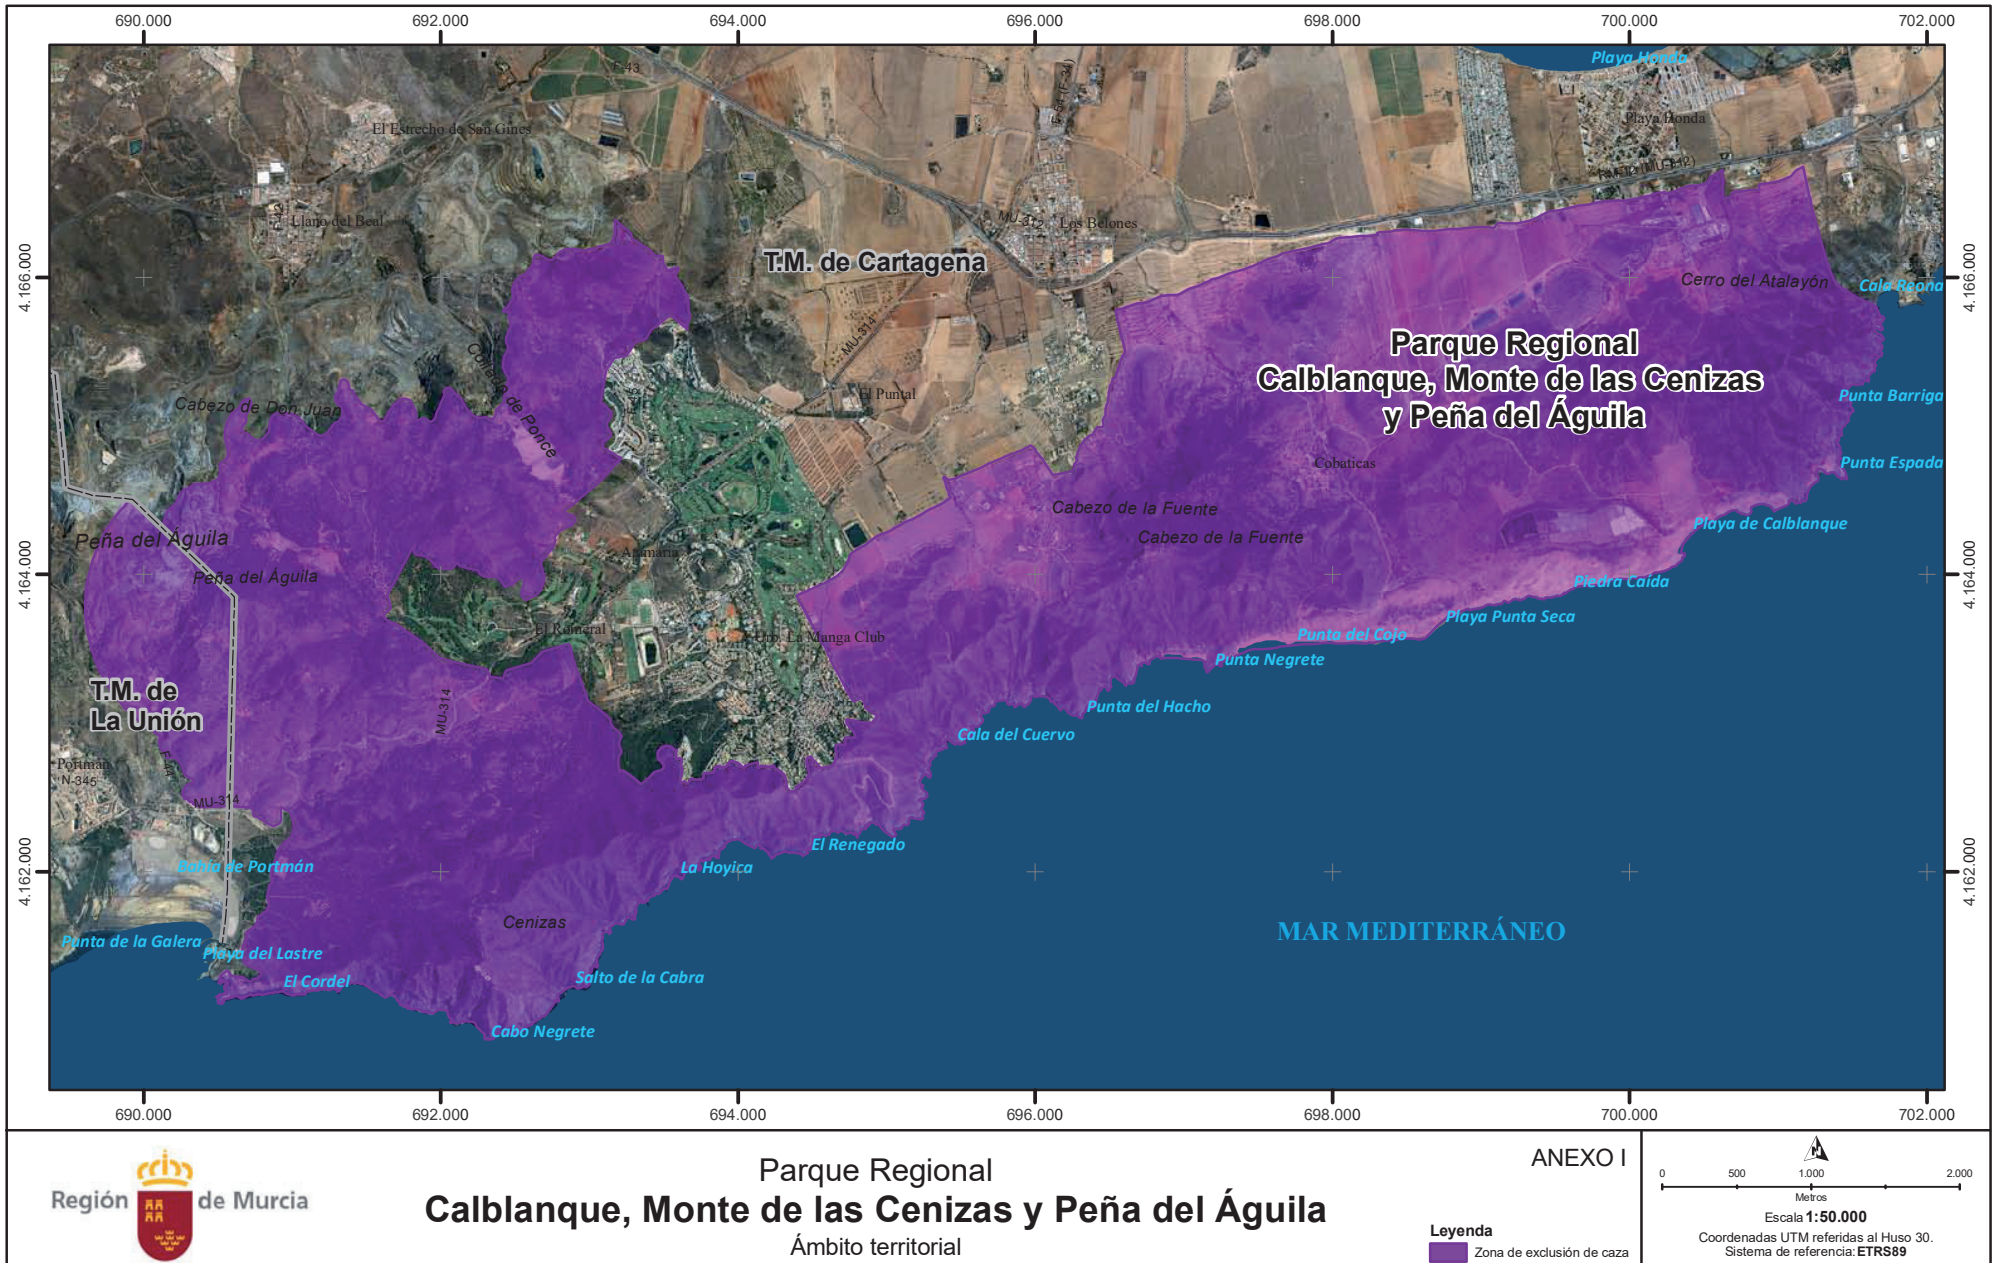 690.000 692.000 694.000 696.000 698.000 700.000 702.000
Playa Honda
F-43
F-54 (F-34)
El Estrecho de San Gines
Playa Honda
RM-12 (MU-312)
F-42
Llano del Beal
MU-312
Los Belones
T.M. de Cartagena
4.166.000
4.166.000
Cerro del Atalayón
Cala Reona
MU-314
Parque Regional
Calblanque, Monte de las Cenizas
y Peña del Águila
El Puntal
Punta Barriga
Cabezo de Don Juan
de Ponce
Cobaticas
Punta Espada
Cabezo de la Fuente
Playa de Calblanque
Peña del Águila
Cabezo de la Fuente
Atamaria
Peña del Águila
4.164.000
4.164.000
Piedra Caída
Playa Punta Seca
El Romeral
Urb. La Manga Club
Punta del Cojo
Punta Negrete
T.M. de
La Unión
MU-314
Punta del Hacho
Cala del Cuervo
F-44
Portmán
N-345
MU-314
El Renegado
Bahía de Portmán
La Hoyica
4.162.000
4.162.000
Cenizas
MAR MEDITERRÁNEO
Punta de la Galera
Playa del Lastre
El Cordel
Salto de la Cabra
Cabo Negrete
690.000 692.000 694.000 696.000 698.000 700.000 702.000
Región de Murcia
Parque Regional
Calblanque, Monte de las Cenizas y Peña del Águila
Ámbito territorial
ANEXO I
Leyenda
Zona de exclusión de caza
N
0 500 1.000 2.000
Metros
Escala 1:50.000
Coordenadas UTM referidas al Huso 30.
Sistema de referencia: ETRS89